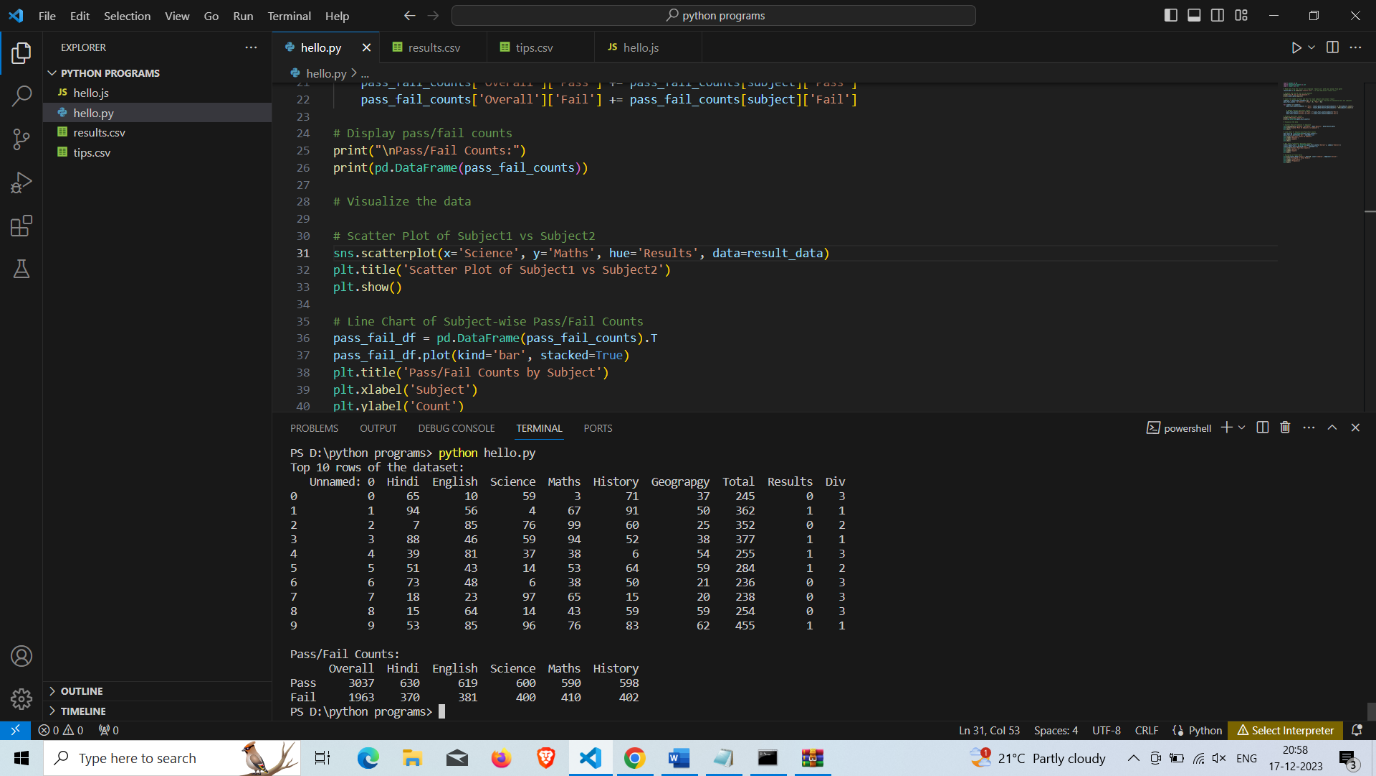 File Edit Selection View Go Run Terminal Help
python programs
EXPLORER
PYTHON PROGRAMS
JS hello.js
hello.py
results.csv
tips.csv
OUTLINE
TIMELINE
hello.py
results.csv
tips.csv
JS hello.js
hello.py > ...
21 pass_fail_counts['Overall']['Pass'] += pass_fail_counts[subject]['Pass']
22 pass_fail_counts['Overall']['Fail'] += pass_fail_counts[subject]['Fail']
23
24 # Display pass/fail counts
25 print("\nPass/Fail Counts:")
26 print(pd.DataFrame(pass_fail_counts))
27
28 # Visualize the data
29
30 # Scatter Plot of Subject1 vs Subject2
31 sns.scatterplot(x='Science', y='Maths', hue='Results', data=result_data)
32 plt.title('Scatter Plot of Subject1 vs Subject2')
33 plt.show()
34
35 # Line Chart of Subject-wise Pass/Fail Counts
36 pass_fail_df = pd.DataFrame(pass_fail_counts).T
37 pass_fail_df.plot(kind='bar', stacked=True)
38 plt.title('Pass/Fail Counts by Subject')
39 plt.xlabel('Subject')
40 plt.ylabel('Count')
PROBLEMS OUTPUT DEBUG CONSOLE TERMINAL PORTS
powershell
PS D:\python programs> python hello.py
Top 10 rows of the dataset:
Unnamed: 0 Hindi English Science Maths History Geograpgy Total Results Div
0 0 65 10 59 3 71 37 245 0 3
1 1 94 56 4 67 91 50 362 1 1
2 2 7 85 76 99 60 25 352 0 2
3 3 88 46 59 94 52 38 377 1 1
4 4 39 81 37 38 6 54 255 1 3
5 5 51 43 14 53 64 59 284 1 2
6 6 73 48 6 38 50 21 236 0 3
7 7 18 23 97 65 15 20 238 0 3
8 8 15 64 14 43 59 59 254 0 3
9 9 53 85 96 76 83 62 455 1 1
Pass/Fail Counts:
Overall Hindi English Science Maths History
Pass 3037 630 619 600 590 598
Fail 1963 370 381 400 410 402
PS D:\python programs>
0 0 0
Ln 31, Col 53 Spaces: 4 UTF-8 CRLF Python Select Interpreter
Type here to search
1 21°C Partly cloudy
ENG
20:58
17-12-2023
3